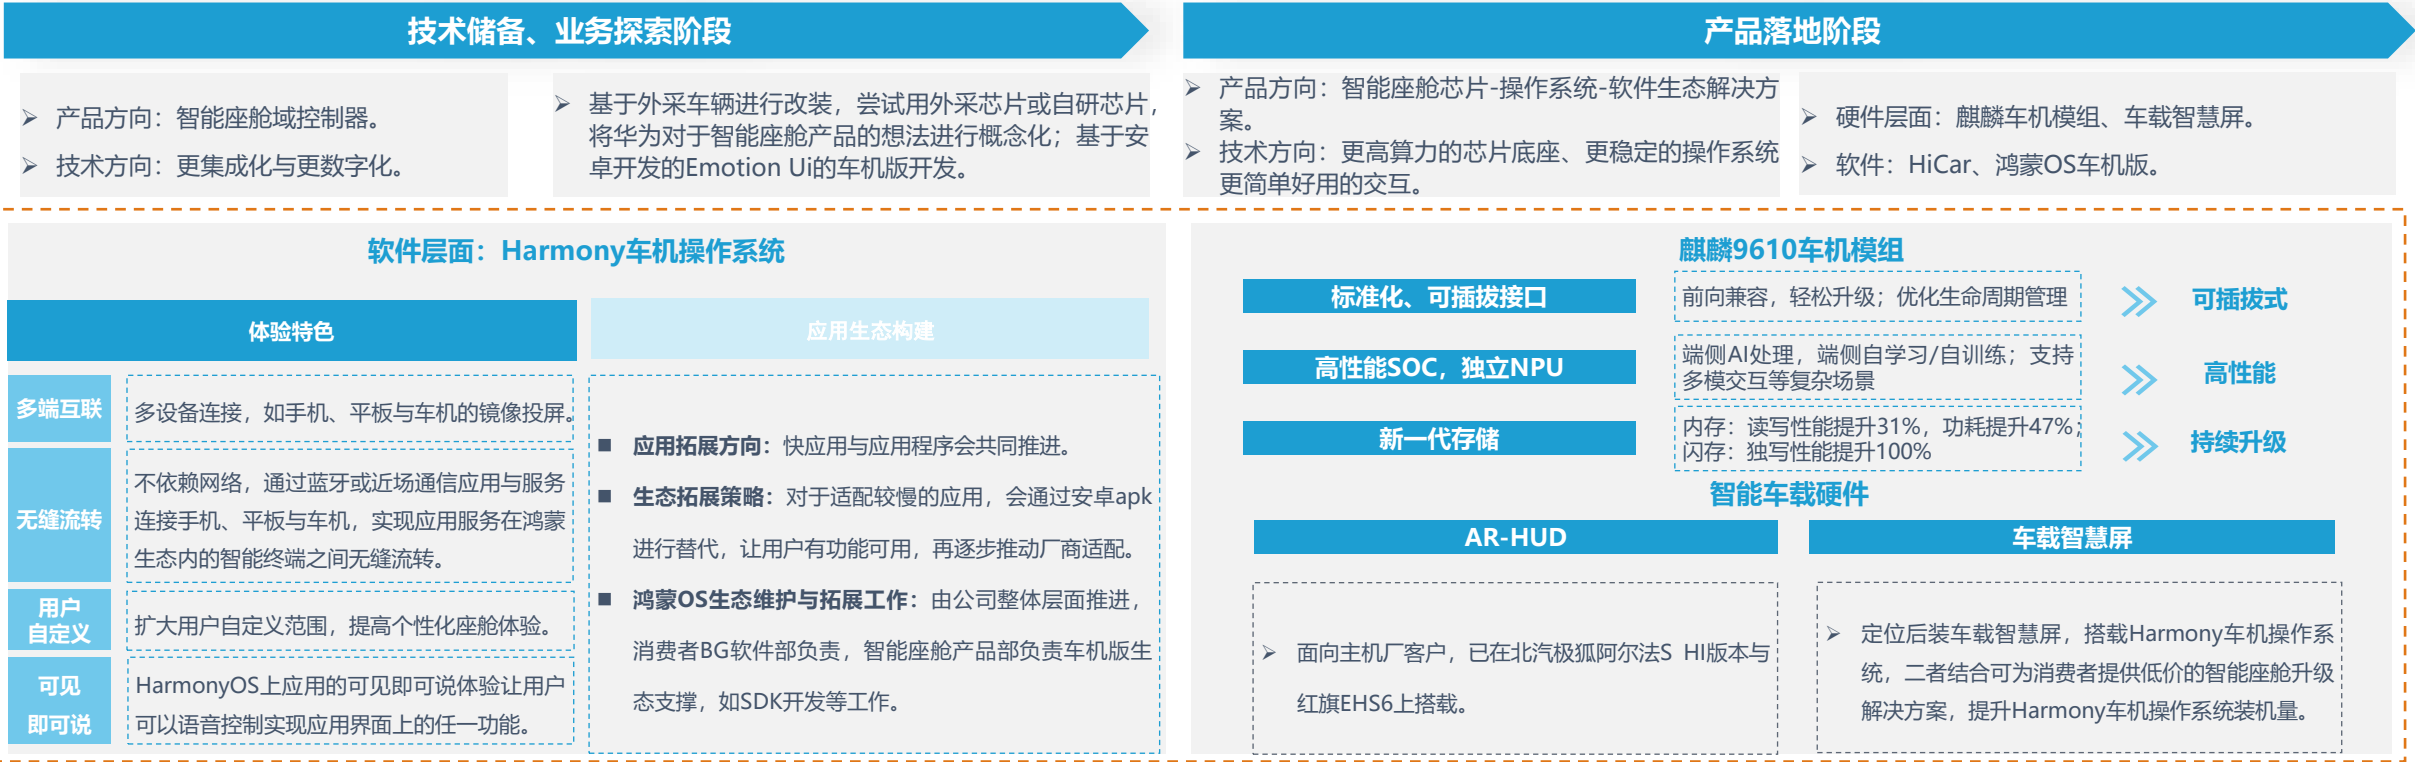 技术储备、业务探索阶段
产品落地阶段
产品方向：智能座舱域控制器。
技术方向：更集成化与更数字化。
基于外采车辆进行改装，尝试用外采芯片或自研芯片，
将华为对于智能座舱产品的想法进行概念化；基于安
卓开发的Emotion Ui的车机版开发。
产品方向：智能座舱芯片-操作系统-软件生态解决方
案。
技术方向：更高算力的芯片底座、更稳定的操作系统
更简单好用的交互。
硬件层面：麒麟车机模组、车载智慧屏。
软件：HiCar、鸿蒙OS车机版。
软件层面：Harmony车机操作系统
体验特色
应用生态构建
多端互联
多设备连接，如手机、平板与车机的镜像投屏。
无缝流转
不依赖网络，通过蓝牙或近场通信应用与服务
连接手机、平板与车机，实现应用服务在鸿蒙
生态内的智能终端之间无缝流转。
用户
自定义
扩大用户自定义范围，提高个性化座舱体验。
可见
即可说
HarmonyOS上应用的可见即可说体验让用户
可以语音控制实现应用界面上的任一功能。
应用拓展方向：快应用与应用程序会共同推进。
生态拓展策略：对于适配较慢的应用，会通过安卓apk
进行替代，让用户有功能可用，再逐步推动厂商适配。
鸿蒙OS生态维护与拓展工作：由公司整体层面推进，
消费者BG软件部负责，智能座舱产品部负责车机版生
态支撑，如SDK开发等工作。
麒麟9610车机模组
标准化、可插拔接口
前向兼容，轻松升级；优化生命周期管理
可插拔式
高性能SOC，独立NPU
端侧AI处理，端侧自学习/自训练；支持
多模交互等复杂场景
高性能
新一代存储
内存：读写性能提升31%，功耗提升47%；
闪存：独写性能提升100%
持续升级
智能车载硬件
AR-HUD
面向主机厂客户，已在北汽极狐阿尔法S HI版本与
红旗EHS6上搭载。
车载智慧屏
定位后装车载智慧屏，搭载Harmony车机操作系
统，二者结合可为消费者提供低价的智能座舱升级
解决方案，提升Harmony车机操作系统装机量。